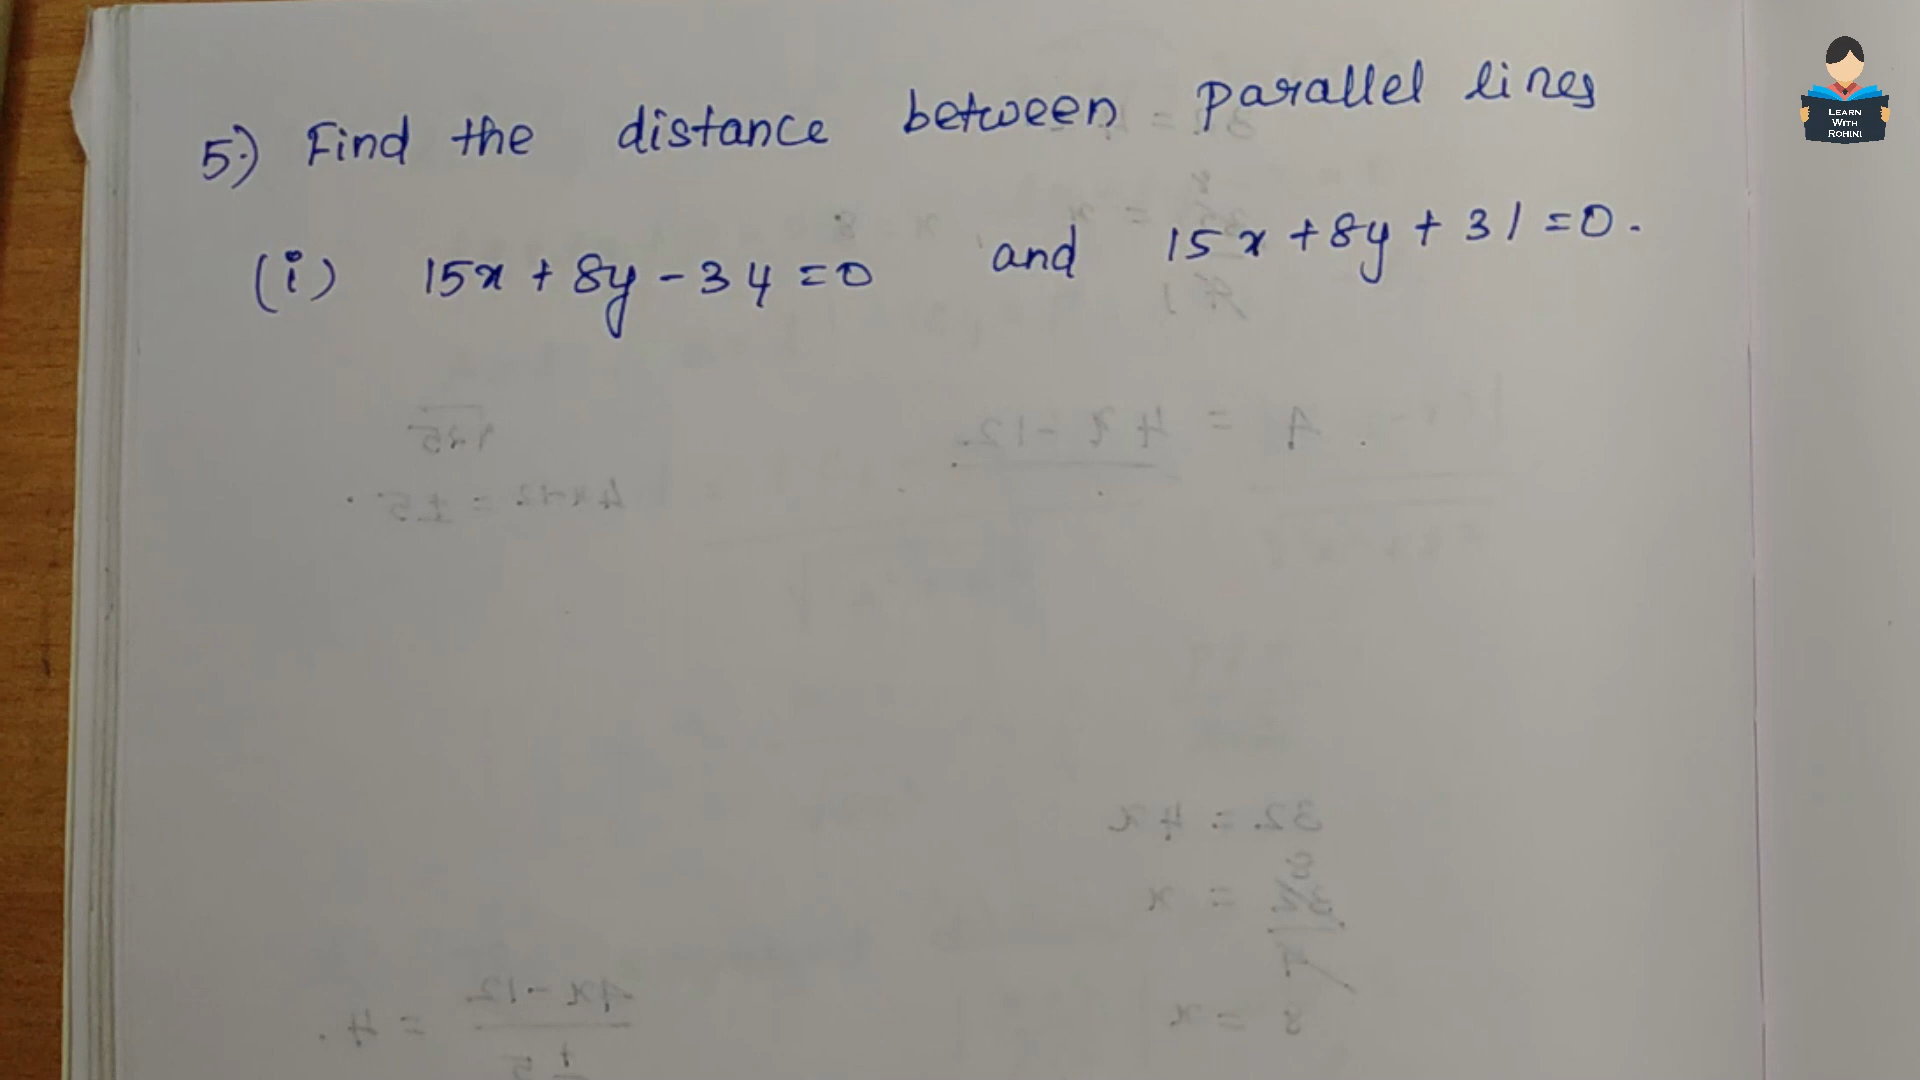 5.) Find the distance between parallel lines
(i) 15x + 8y - 34 = 0 and 15x + 8y + 31 = 0.
LEARN
WITH
ROHINI